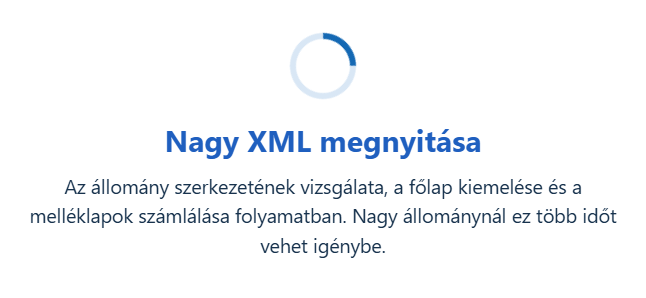 Nagy XML megnyitása
Az állomány szerkezetének vizsgálata, a főlap kiemelése és a
melléklapok számlálása folyamatban. Nagy állománynál ez több időt
vehet igénybe.